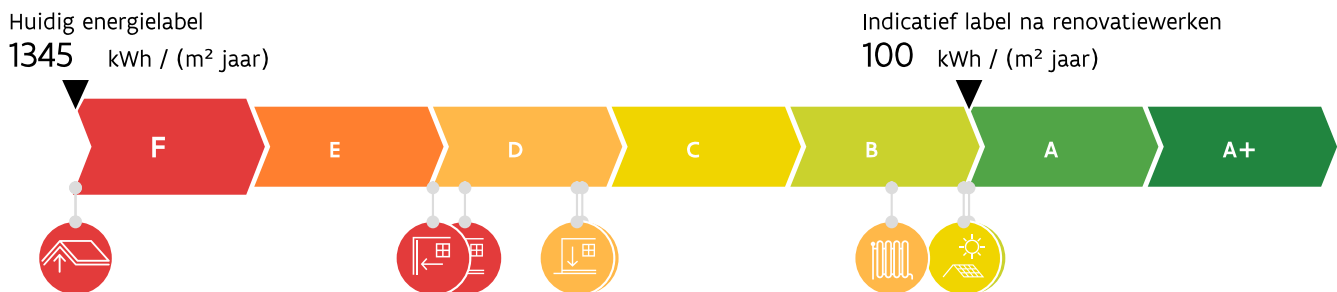 Huidig energielabel
1345 kWh / (m² jaar)
Indicatief label na renovatiewerken
100 kWh / (m² jaar)
F E D C B A A+